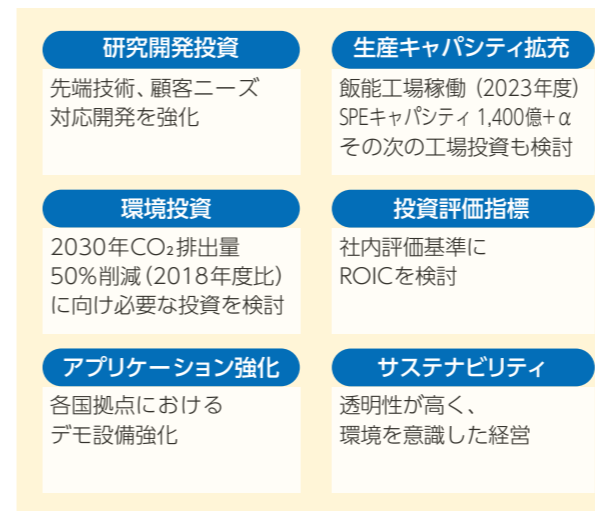 研究開発投資
先端技術、顧客ニーズ
対応開発を強化
生産キャパシティ拡充
飯能工場稼働（2023年度）
SPEキャパシティ 1,400億+α
その次の工場投資も検討
環境投資
2030年CO₂排出量
50%削減（2018年度比）
に向け必要な投資を検討
投資評価指標
社内評価基準に
ROICを検討
アプリケーション強化
各国拠点における
デモ設備強化
サステナビリティ
透明性が高く、
環境を意識した経営